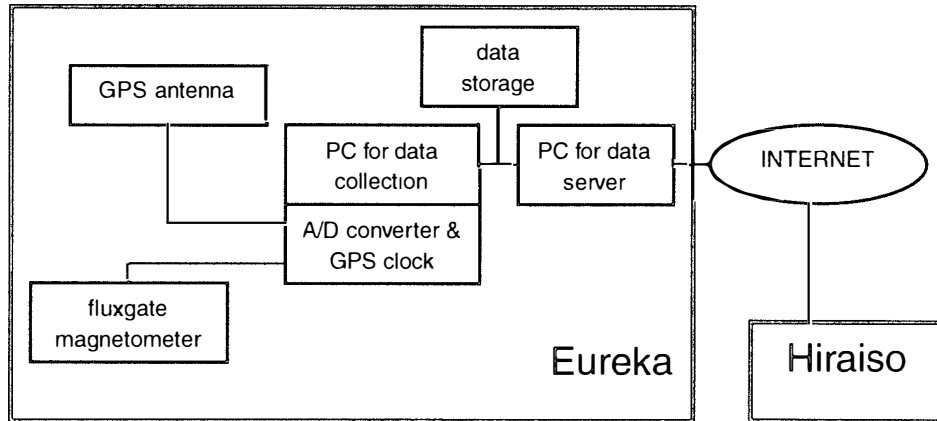 data
storage
GPS antenna
PC for data
collection
PC for data
server
INTERNET
A/D converter &
GPS clock
fluxgate
magnetometer
Eureka
Hiraiso